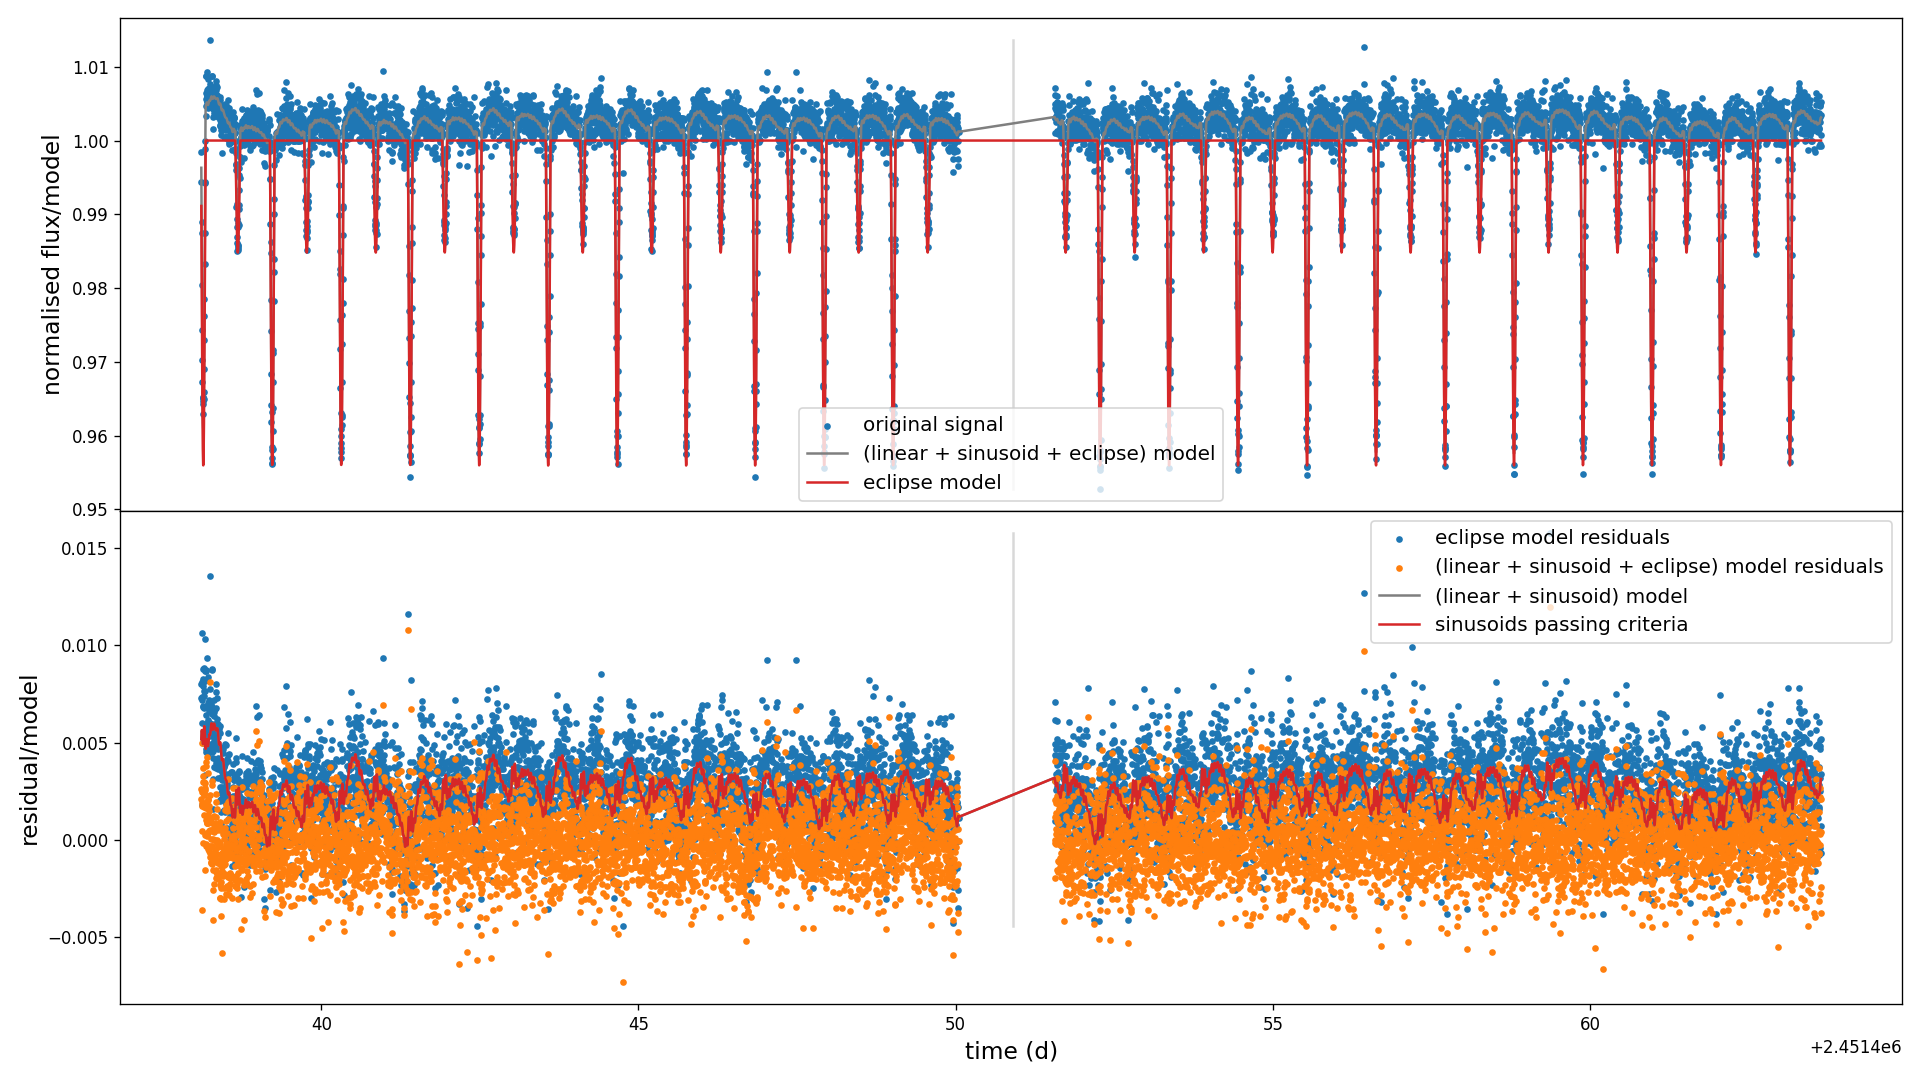 normalised flux/model
1.01
1.00
0.99
0.98
0.97
0.96
0.95
original signal
(linear + sinusoid + eclipse) model
eclipse model
residual/model
0.015
0.010
0.005
0.000
−0.005
eclipse model residuals
(linear + sinusoid + eclipse) model residuals
(linear + sinusoid) model
sinusoids passing criteria
40
45
50
55
60
time (d)
+2.4514e6